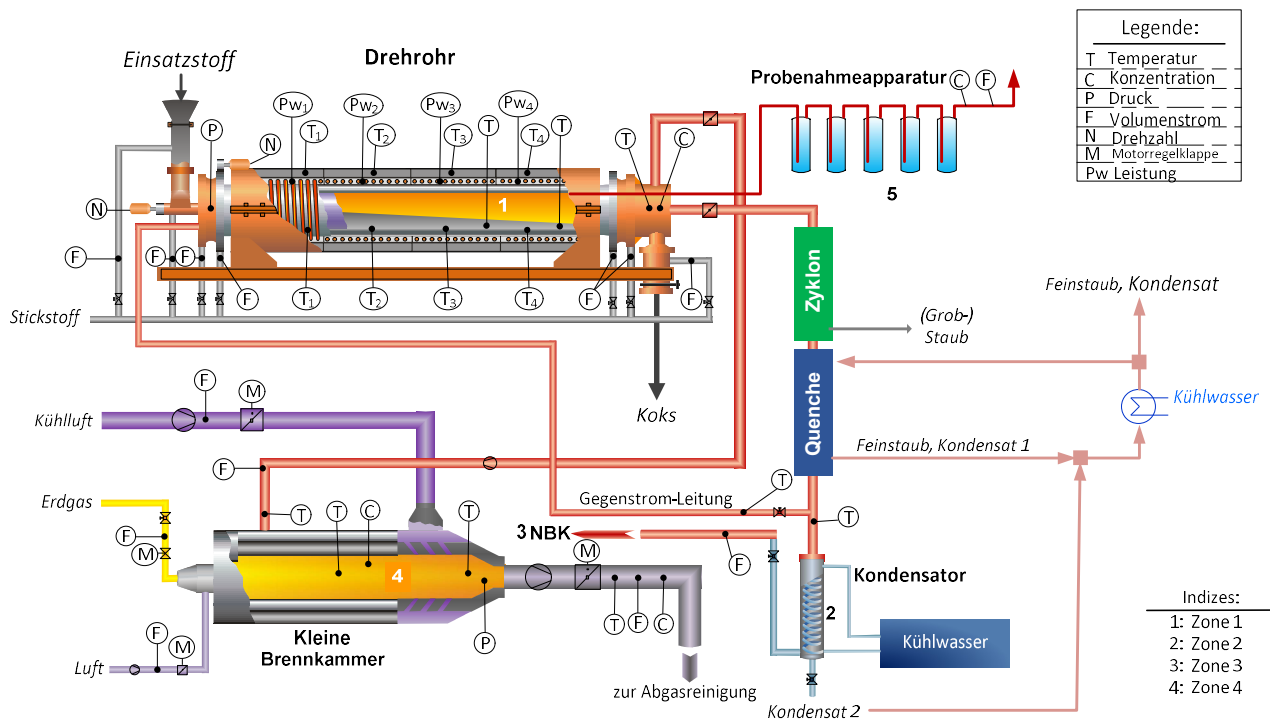 Legende:
T Temperatur
C Konzentration
P Druck
F Volumenstrom
N Drehzahl
M Motorregelklappe
Pw Leistung
Drehrohr
Einsatzstoff
Probenahmeapparatur
C F
Pw1 Pw2 Pw3 Pw4
P N T1 T2 T3 T T4 T
T C
5
1
N
F F F F F F F
T1 T2 T3 T4
Stickstoff
Koks
Zyklon
(Grob-)
Staub
Feinstaub, Kondensat
Quenche
Kühlwasser
Feinstaub, Kondensat 1
Kühlluft
F M
F
Gegenstrom-Leitung
T
T
Erdgas
F
M
T T C T
4
P
3 NBK
F
M
T F C
Kondensator
2
Kühlwasser
Kleine
Brennkammer
Luft
F M
zur Abgasreinigung
Kondensat 2
Indizes:
1: Zone 1
2: Zone 2
3: Zone 3
4: Zone 4